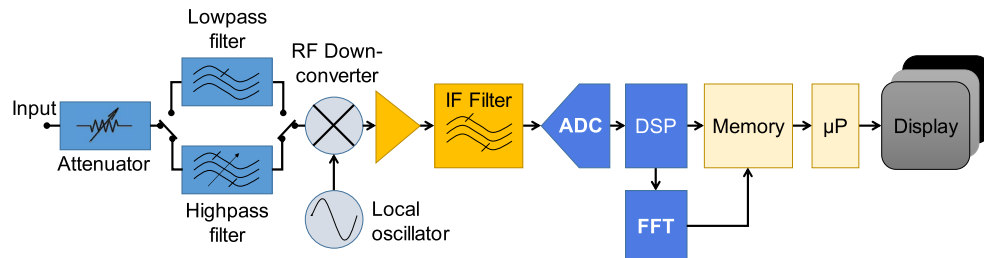 Lowpass
filter
RF Down-
converter
Input
Attenuator
IF Filter
ADC
DSP
Memory
µP
Display
Highpass
filter
Local
oscillator
FFT